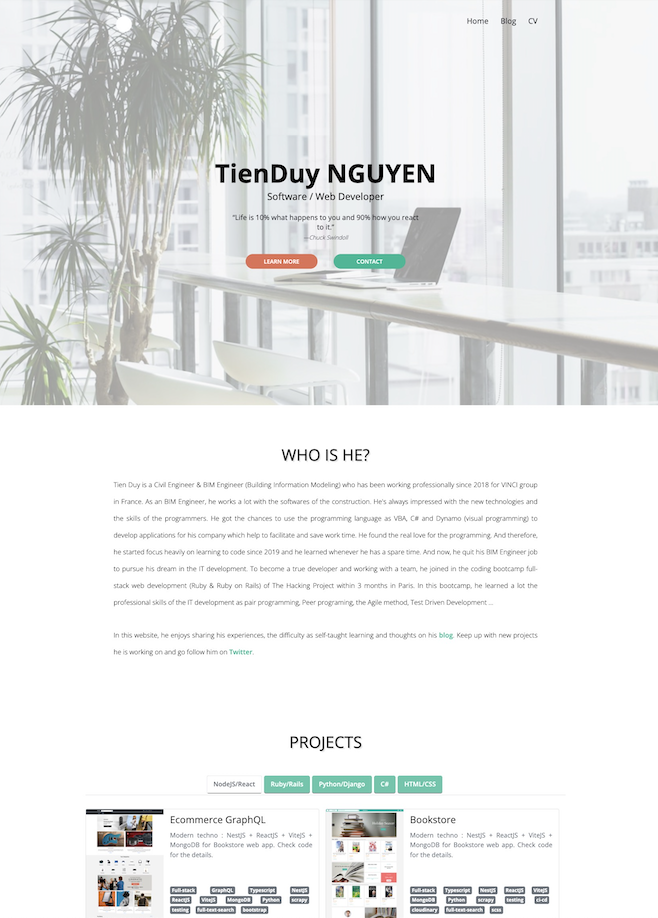 Home Blog CV
TienDuy NGUYEN
Software / Web Developer
"Life is 10% what happens to you and 90% how you react
to it."
—Chuck Swindoll
LEARN MORE CONTACT
WHO IS HE?
Tien Duy is a Civil Engineer & BIM Engineer (Building Information Modeling) who has been working professionally since 2018 for VINCI group
in France. As an BIM Engineer, he works a lot with the softwares of the construction. He's always impressed with the new technologies and
the skills of the programmers. He got the chances to use the programming language as VBA, C# and Dynamo (visual programming) to
develop applications for his company which help to facilitate and save work time. He found the real love for the programming. And therefore,
he started focus heavily on learning to code since 2019 and he learned whenever he has a spare time. And now, he quit his BIM Engineer job
to pursue his dream in the IT development. To become a true developer and working with a team, he joined in the coding bootcamp full-
stack web development (Ruby & Ruby on Rails) of The Hacking Project within 3 months in Paris. In this bootcamp, he learned a lot the
professional skills of the IT development as pair programming, Peer programing, the Agile method, Test Driven Development ...
In this website, he enjoys sharing his experiences, the difficulty as self-taught learning and thoughts on his blog. Keep up with new projects
he is working on and go follow him on Twitter.
PROJECTS
NodeJS/React Ruby/Rails Python/Django C# HTML/CSS
Ecommerce GraphQL
Modern techno : NestJS + ReactJS + ViteJS +
MongoDB for Bookstore web app. Check code
for the details.
Full-stack GraphQL Typescript NestJS
ReactJS ViteJS MongoDB Python scrapy
testing full-text-search bootstrap
Bookstore
Modern techno : NestJS + ReactJS + ViteJS +
MongoDB for Bookstore web app. Check code
for the details.
Full-stack Typescript NestJS ReactJS ViteJS
MongoDB Python scrapy testing ci-cd
cloudinary full-text-search scss